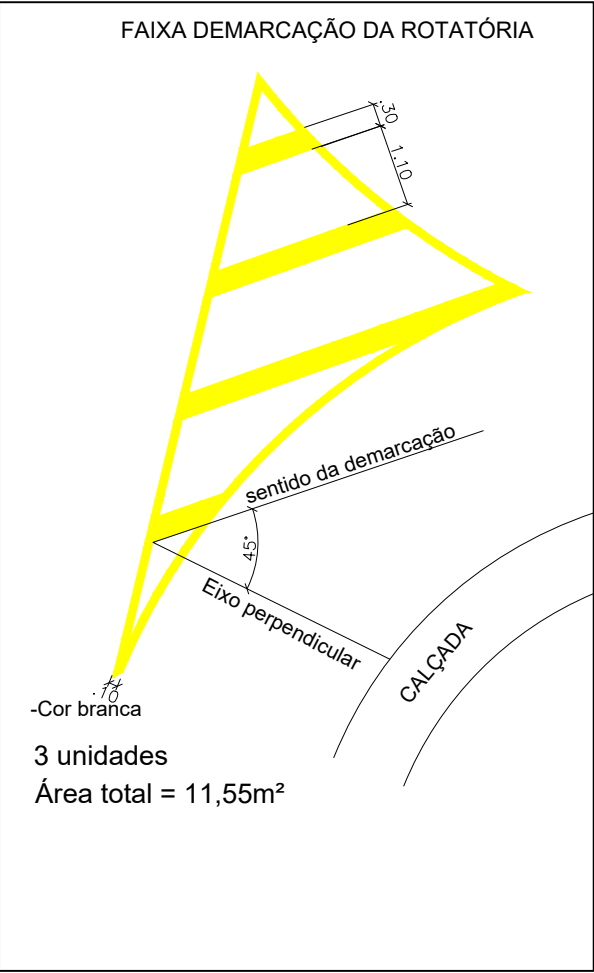 FAIXA DEMARCAÇÃO DA ROTATÓRIA
.30
1.10
sentido da demarcação
45°
Eixo perpendicular
CALÇADA
.10
-Cor branca
3 unidades
Área total = 11,55m²